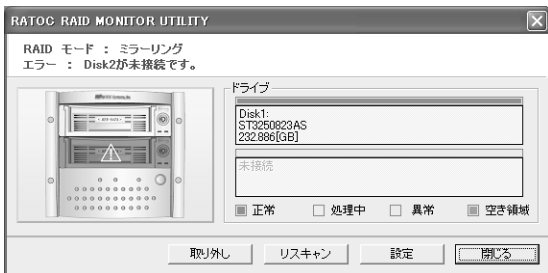 RATOC RAID MONITOR UTILITY
RAID モード : ミラーリング
エラー : Disk2が未接続です。
ドライブ
Disk1:
ST3250823AS
232.886[GB]
未接続
正常 処理中 異常 空き領域
取り外し リスキャン 設定 閉じる